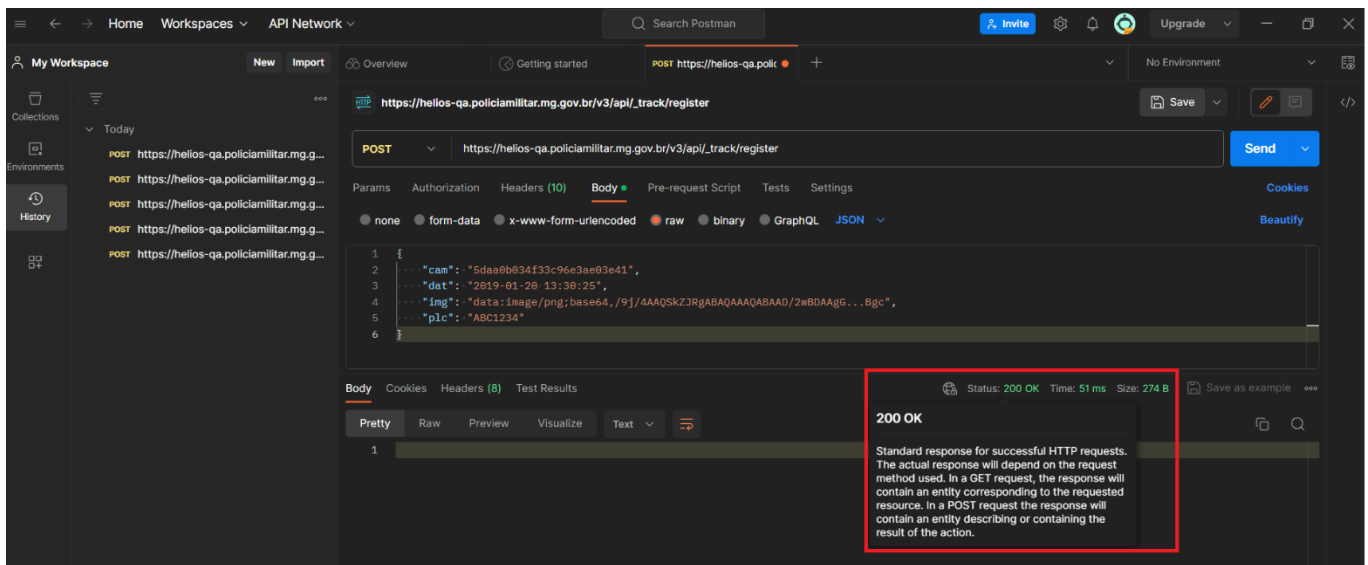 Home Workspaces API Network Search Postman Invite Upgrade
My Workspace New Import Overview Getting started POST https://helios-qa.polic No Environment
Collections
Environments
History
Today
POST https://helios-qa.policiamilitar.mg.g...
POST https://helios-qa.policiamilitar.mg.g...
POST https://helios-qa.policiamilitar.mg.g...
POST https://helios-qa.policiamilitar.mg.g...
POST https://helios-qa.policiamilitar.mg.g...
HTTP https://helios-qa.policiamilitar.mg.gov.br/v3/api/_track/register Save
POST https://helios-qa.policiamilitar.mg.gov.br/v3/api/_track/register Send
Params Authorization Headers (10) Body Pre-request Script Tests Settings Cookies
none form-data x-www-form-urlencoded raw binary GraphQL JSON Beautify
1 {
2 "cam": "5daa0b034f33c96e3ae03e41",
3 "dat": "2019-01-20 13:30:25",
4 "img": "data:image/png;base64,/9j/4AAQSkZJRgABAQAAAQABAAD/2wBDAAgG...Bgc",
5 "plc": "ABC1234"
6 }
Body Cookies Headers (8) Test Results Status: 200 OK Time: 51 ms Size: 274 B Save as example
Pretty Raw Preview Visualize Text
1
200 OK
Standard response for successful HTTP requests.
The actual response will depend on the request
method used. In a GET request, the response will
contain an entity corresponding to the requested
resource. In a POST request the response will
contain an entity describing or containing the
result of the action.